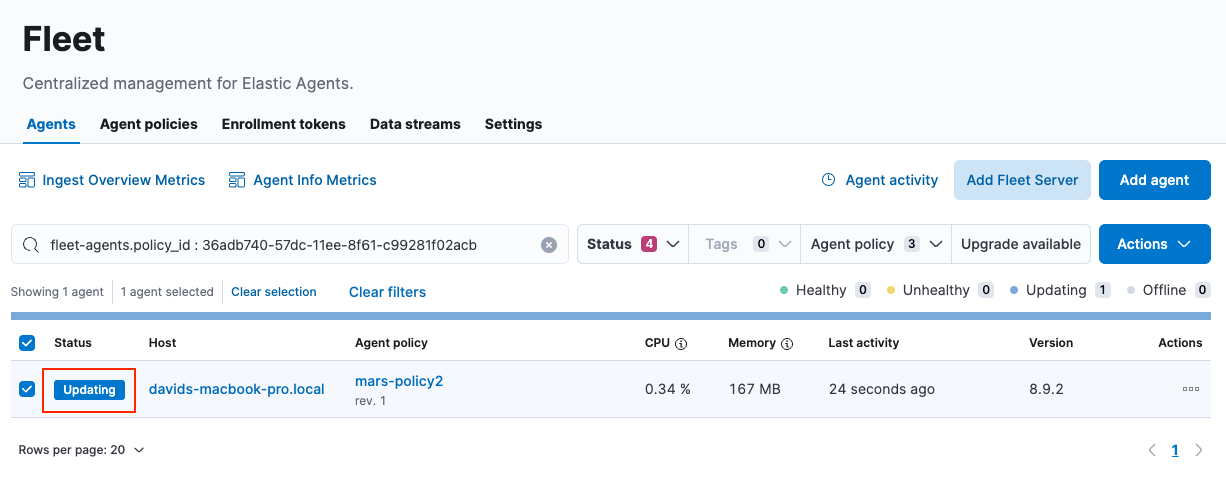 Fleet
Centralized management for Elastic Agents.
Agents Agent policies Enrollment tokens Data streams Settings
Ingest Overview Metrics Agent Info Metrics Agent activity Add Fleet Server Add agent
fleet-agents.policy_id : 36adb740-57dc-11ee-8f61-c99281f02acb Status 4 Tags 0 Agent policy 3 Upgrade available Actions
Showing 1 agent 1 agent selected Clear selection Clear filters Healthy 0 Unhealthy 0 Updating 1 Offline 0
Status Host Agent policy CPU Memory Last activity Version Actions
Updating davids-macbook-pro.local mars-policy2 0.34 % 167 MB 24 seconds ago 8.9.2
rev. 1
Rows per page: 20 1